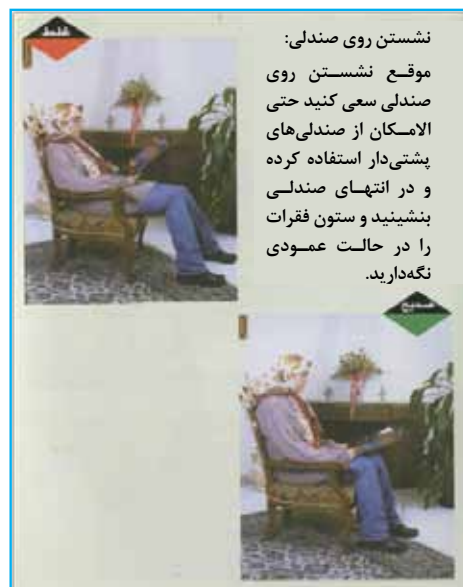 غلط
نشستن روی صندلی:
موقع نشستن روی
صندلی سعی کنید حتی
الامکان از صندلی‌های
پشتی‌دار استفاده کرده
و در انتهای صندلی
بنشینید و ستون فقرات
را در حالت عمودی
نگه‌دارید.
صحیح